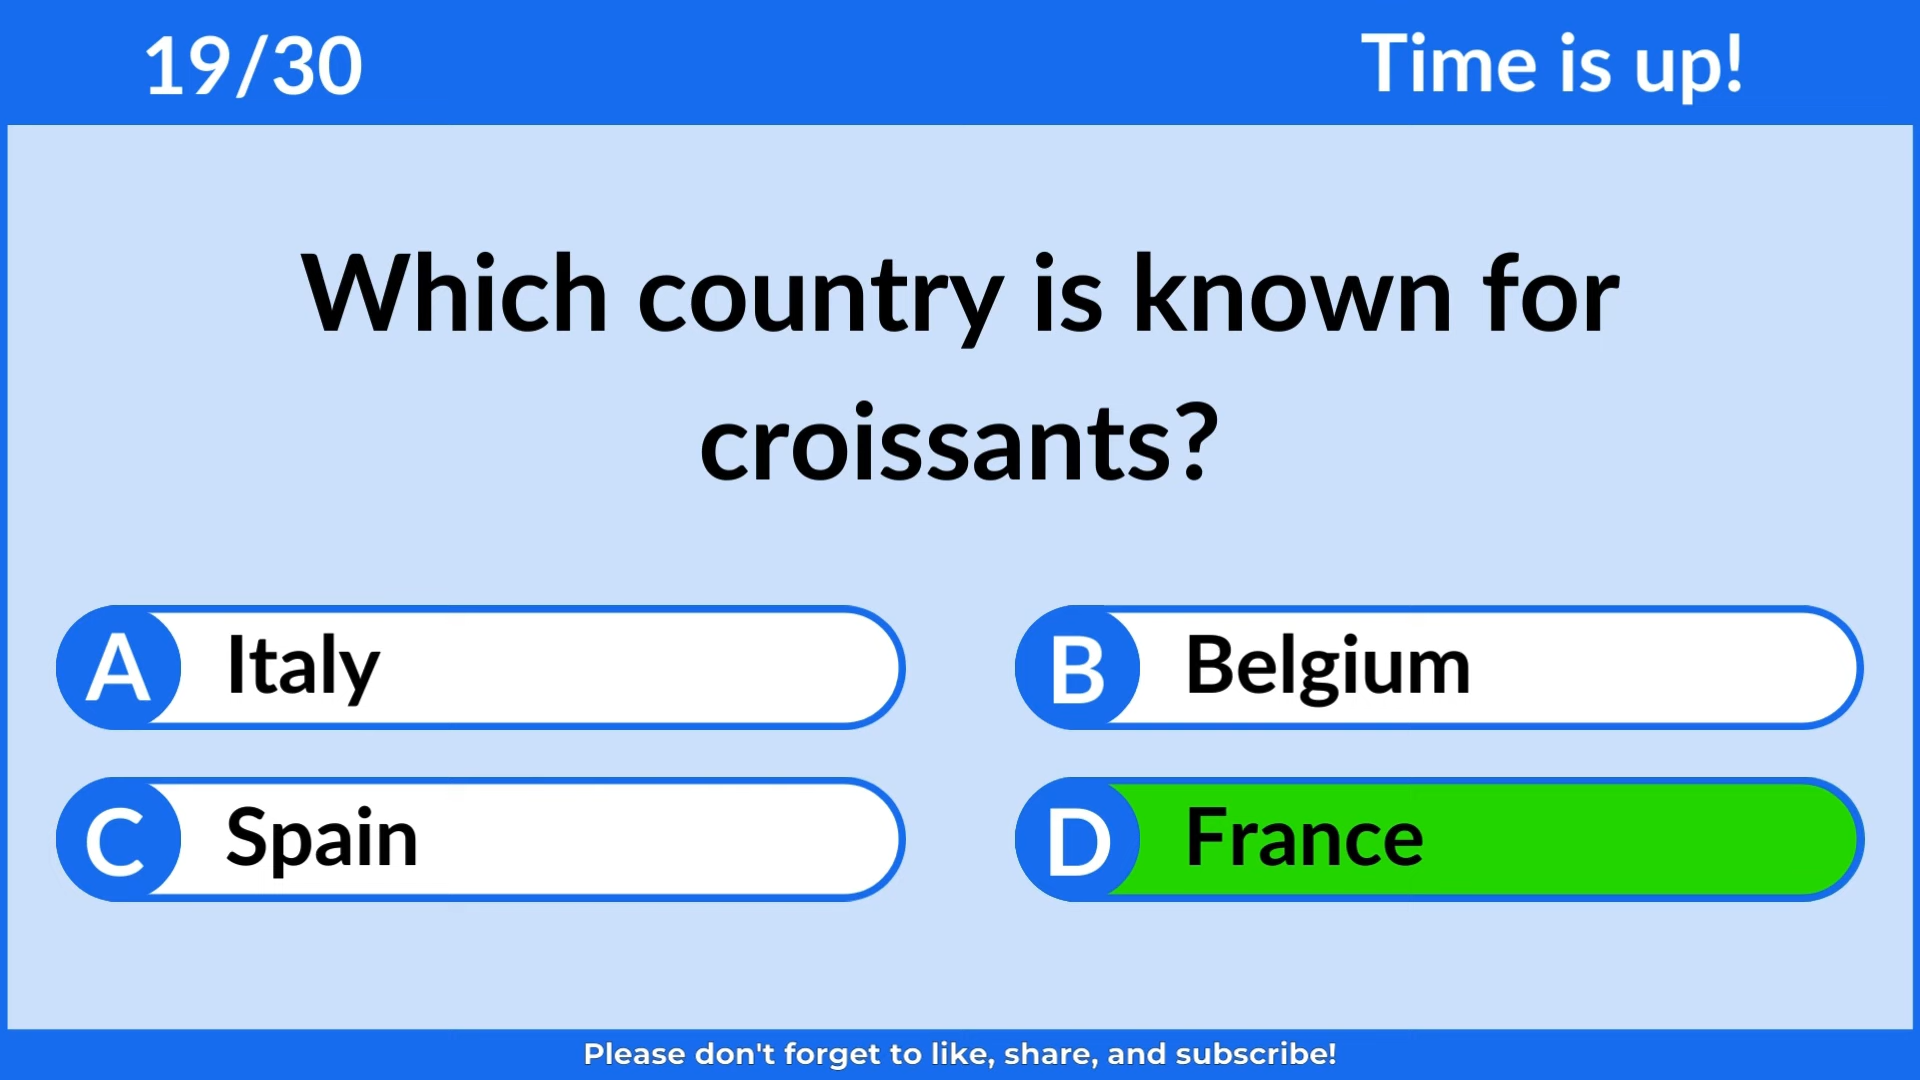 19/30
Time is up!
Which country is known for
croissants?
A Italy
B Belgium
C Spain
D France
Please don't forget to like, share, and subscribe!